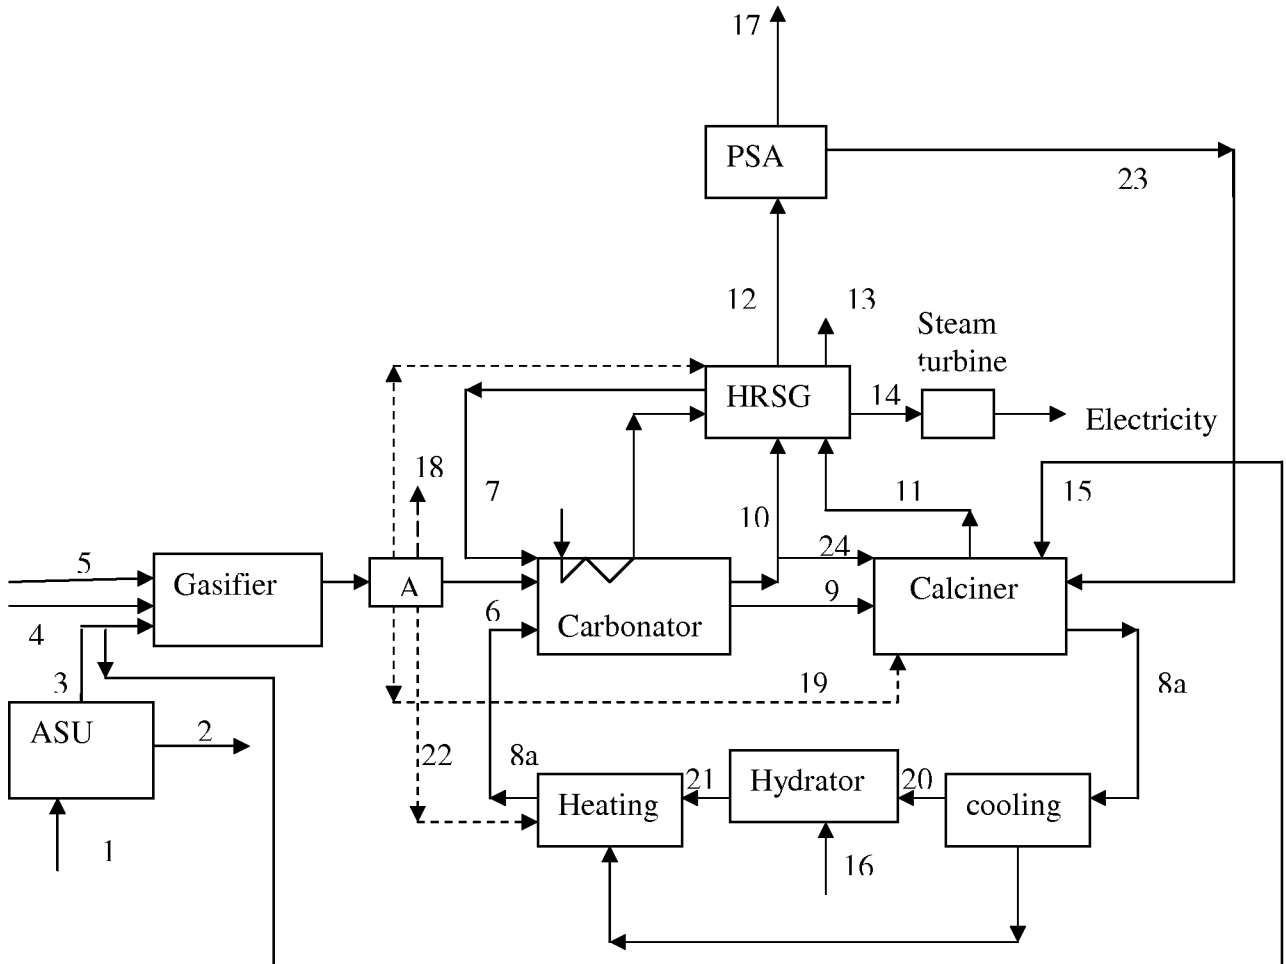 17
PSA
23
12
13
Steam
turbine
HRSG
14
Electricity
18
7
11
15
10
5
24
Gasifier
A
Calciner
9
6
4
Carbonator
3
19
8a
ASU
2
22
8a
21
Hydrator
20
Heating
cooling
1
16